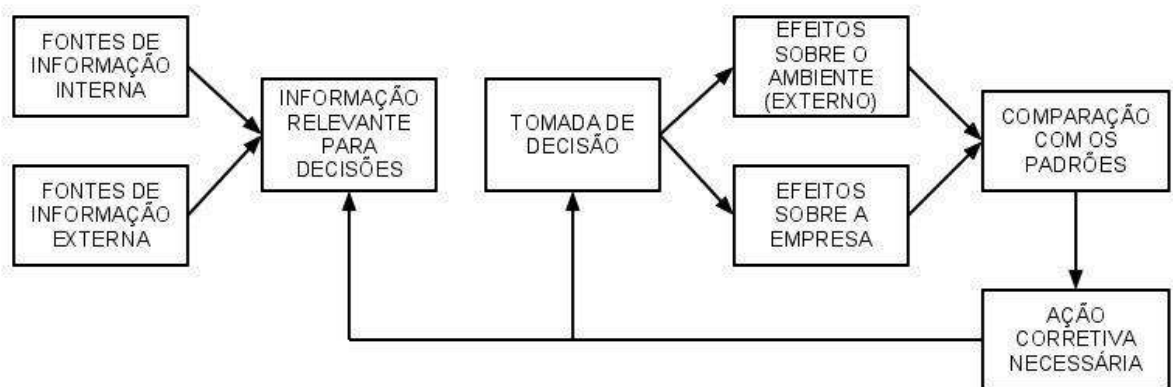 FONTES DE
INFORMAÇÃO
INTERNA
FONTES DE
INFORMAÇÃO
EXTERNA
INFORMAÇÃO
RELEVANTE
PARA
DECISÕES
TOMADA DE
DECISÃO
EFEITOS
SOBRE O
AMBIENTE
(EXTERNO)
EFEITOS
SOBRE A
EMPRESA
COMPARAÇÃO
COM OS
PADRÕES
AÇÃO
CORRETIVA
NECESSÁRIA